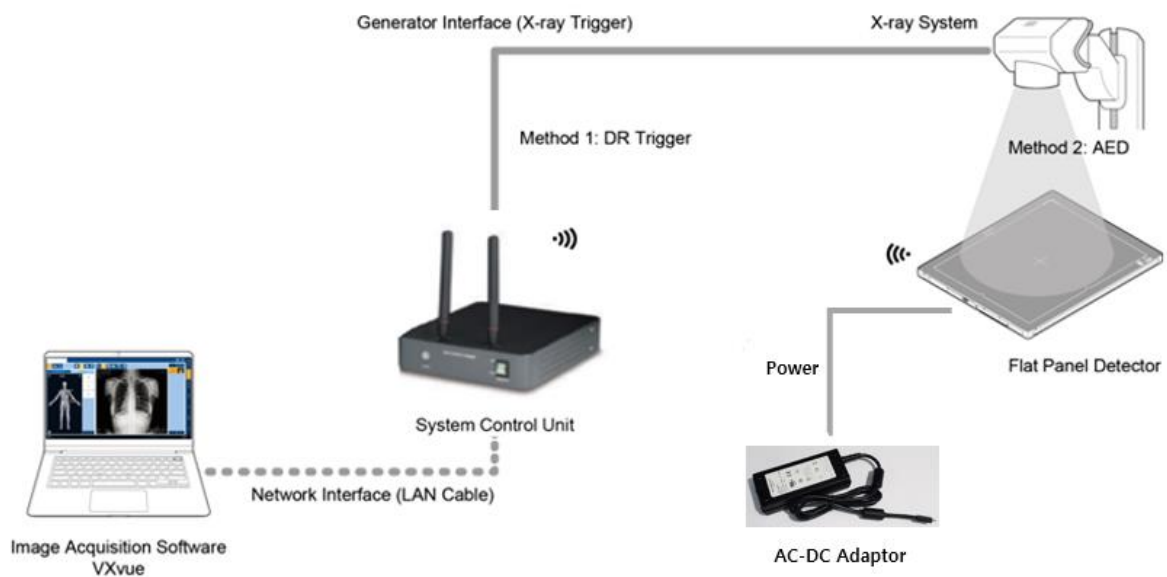 Generator Interface (X-ray Trigger)
X-ray System
Method 1: DR Trigger
Method 2: AED
Power
Flat Panel Detector
System Control Unit
Network Interface (LAN Cable)
Image Acquisition Software
VXvue
AC-DC Adaptor